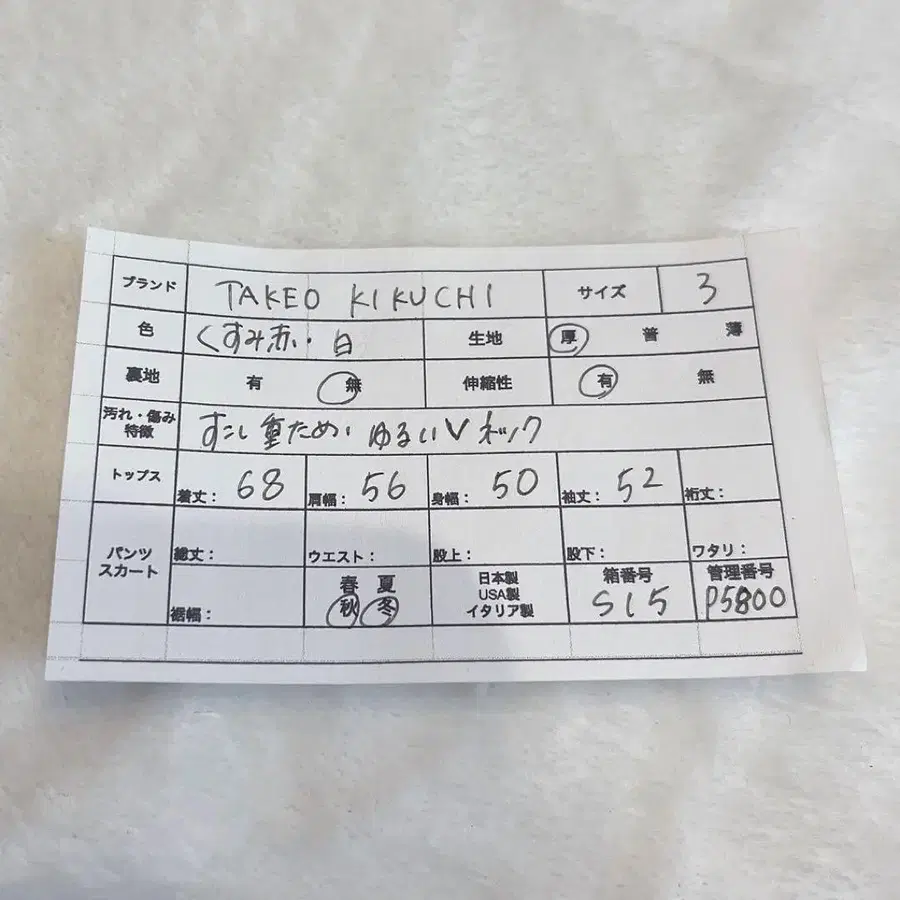 ブランド TAKEO KIKUCHI サイズ 3
色 くすみ赤・白 生地 厚 普 薄
裏地 有 無 伸縮性 有 無
汚れ・傷み
特徴 すこし重ため、ゆるいVネック
トップス 着丈: 68 肩幅: 56 身幅: 50 袖丈: 52 裄丈:
パンツ
スカート
総丈: ウエスト: 股上: 股下: ワタリ:
裾幅:
春 夏
秋 冬
日本製
USA製
イタリア製
箱番号
S15
管理番号
P5800